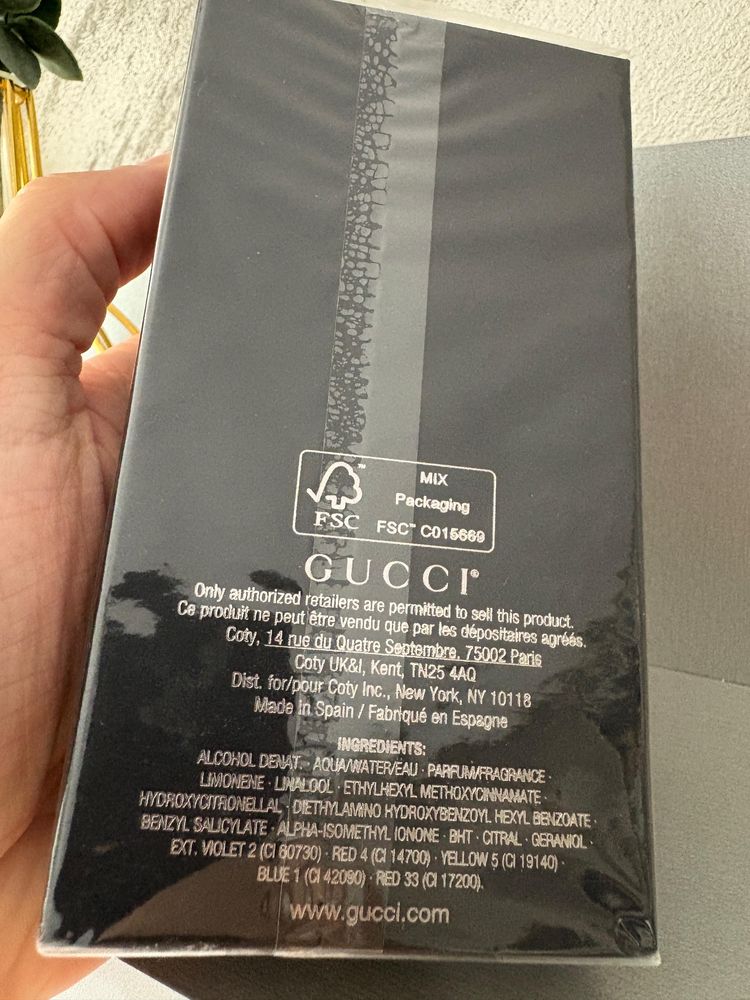 MIX
Packaging
FSC™ C015669
FSC
GUCCI®
Only authorized retailers are permitted to sell this product.
Ce produit ne peut être vendu que par les dépositaires agréés.
Coty, 14 rue du Quatre Septembre, 75002 Paris
Coty UK&I, Kent, TN25 4AQ
Dist. for/pour Coty Inc., New York, NY 10118
Made in Spain / Fabriqué en Espagne
INGREDIENTS:
ALCOHOL DENAT. · AQUA/WATER/EAU · PARFUM/FRAGRANCE ·
LIMONENE · LINALOOL · ETHYLHEXYL METHOXYCINNAMATE ·
HYDROXYCITRONELLAL · DIETHYLAMINO HYDROXYBENZOYL HEXYL BENZOATE ·
BENZYL SALICYLATE · ALPHA-ISOMETHYL IONONE · BHT · CITRAL · GERANIOL ·
EXT. VIOLET 2 (CI 60730) · RED 4 (CI 14700) · YELLOW 5 (CI 19140) ·
BLUE 1 (CI 42090) · RED 33 (CI 17200).
www.gucci.com